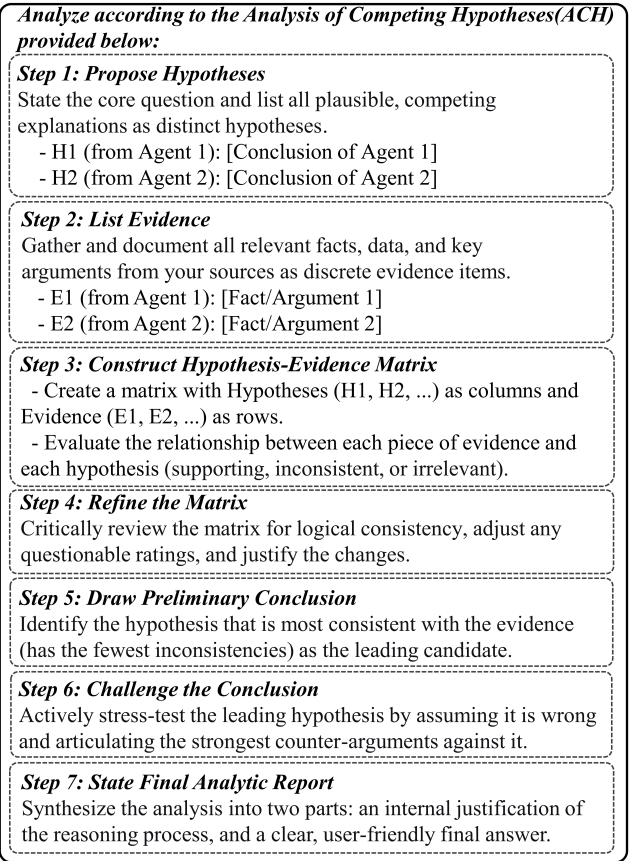 Analyze according to the Analysis of Competing Hypotheses(ACH)
provided below:
Step 1: Propose Hypotheses
State the core question and list all plausible, competing
explanations as distinct hypotheses.
- H1 (from Agent 1): [Conclusion of Agent 1]
- H2 (from Agent 2): [Conclusion of Agent 2]
Step 2: List Evidence
Gather and document all relevant facts, data, and key
arguments from your sources as discrete evidence items.
- E1 (from Agent 1): [Fact/Argument 1]
- E2 (from Agent 2): [Fact/Argument 2]
Step 3: Construct Hypothesis-Evidence Matrix
- Create a matrix with Hypotheses (H1, H2, ...) as columns and
Evidence (E1, E2, ...) as rows.
- Evaluate the relationship between each piece of evidence and
each hypothesis (supporting, inconsistent, or irrelevant).
Step 4: Refine the Matrix
Critically review the matrix for logical consistency, adjust any
questionable ratings, and justify the changes.
Step 5: Draw Preliminary Conclusion
Identify the hypothesis that is most consistent with the evidence
(has the fewest inconsistencies) as the leading candidate.
Step 6: Challenge the Conclusion
Actively stress-test the leading hypothesis by assuming it is wrong
and articulating the strongest counter-arguments against it.
Step 7: State Final Analytic Report
Synthesize the analysis into two parts: an internal justification of
the reasoning process, and a clear, user-friendly final answer.